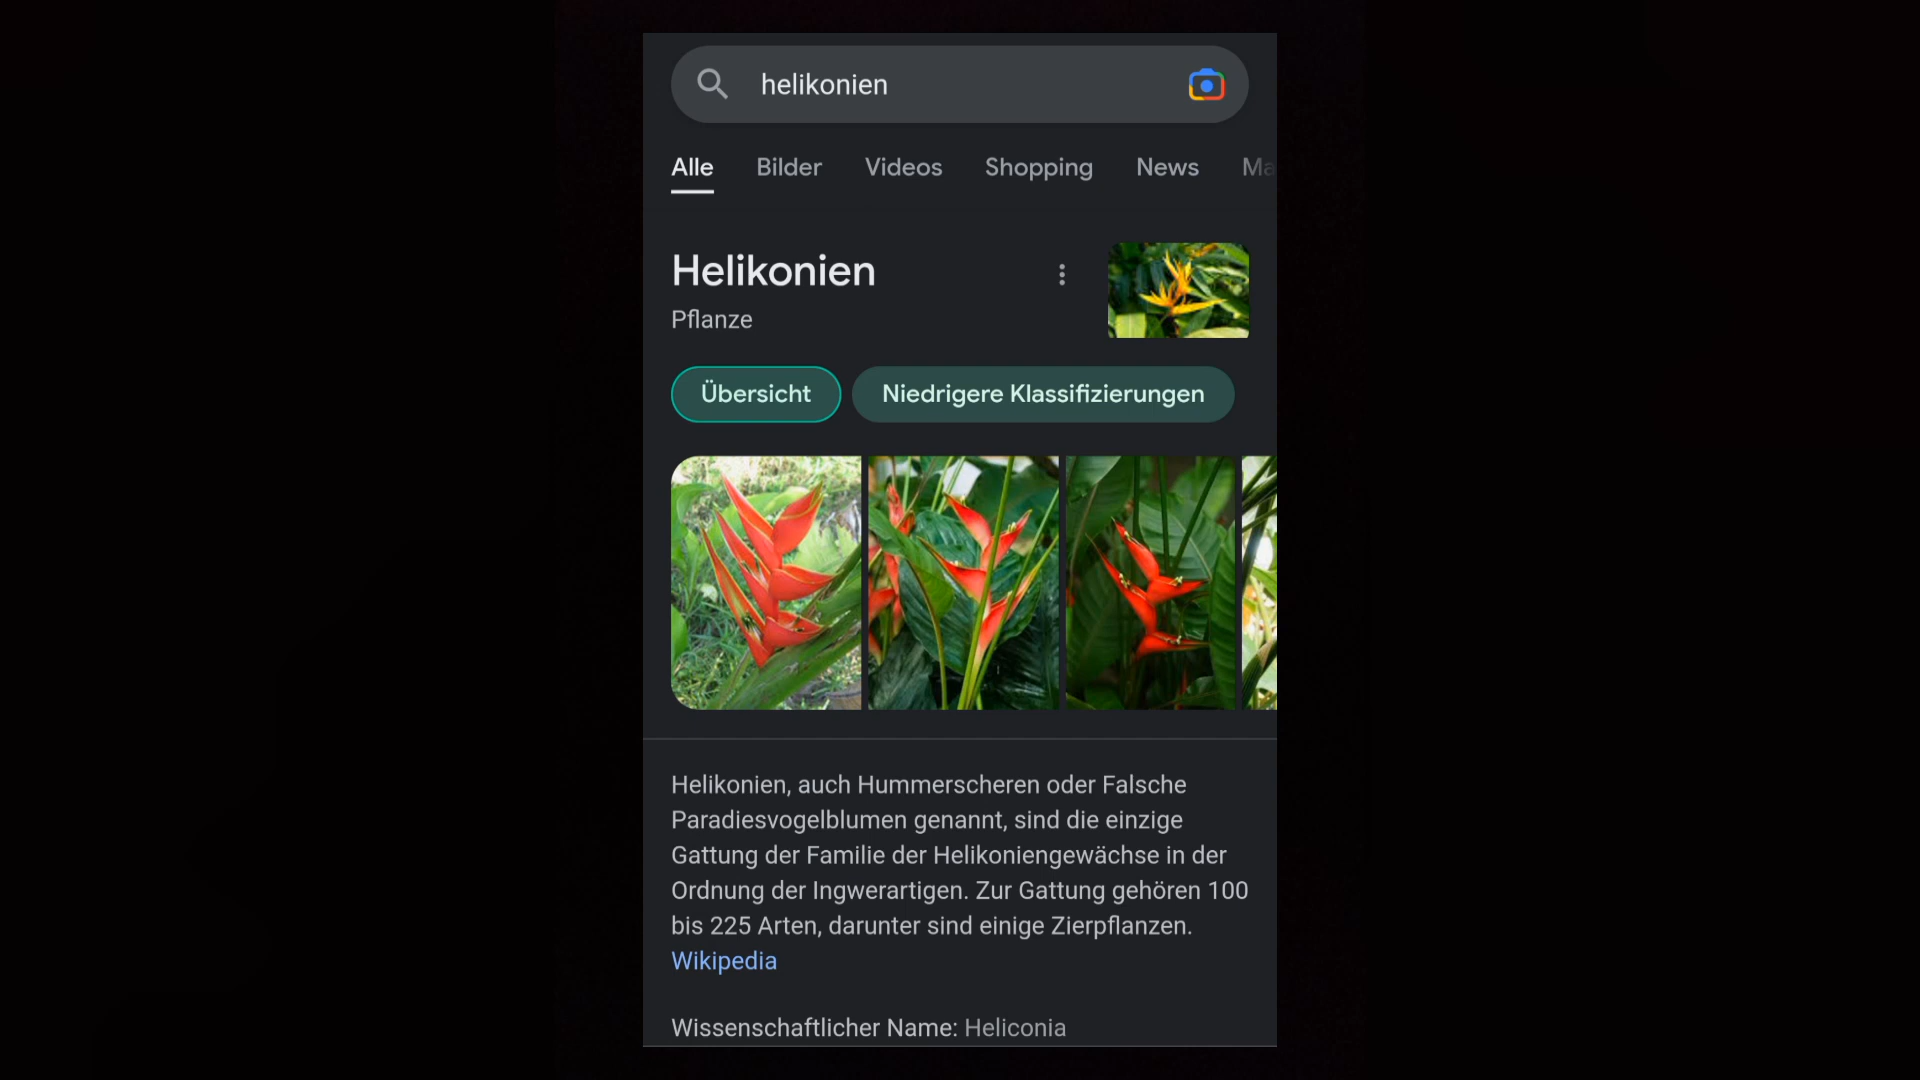 helikonien
Alle Bilder Videos Shopping News Ma
Helikonien
Pflanze
Übersicht Niedrigere Klassifizierungen
Helikonien, auch Hummerscheren oder Falsche
Paradiesvogelblumen genannt, sind die einzige
Gattung der Familie der Helikoniengewächse in der
Ordnung der Ingwerartigen. Zur Gattung gehören 100
bis 225 Arten, darunter sind einige Zierpflanzen.
Wikipedia
Wissenschaftlicher Name: Heliconia